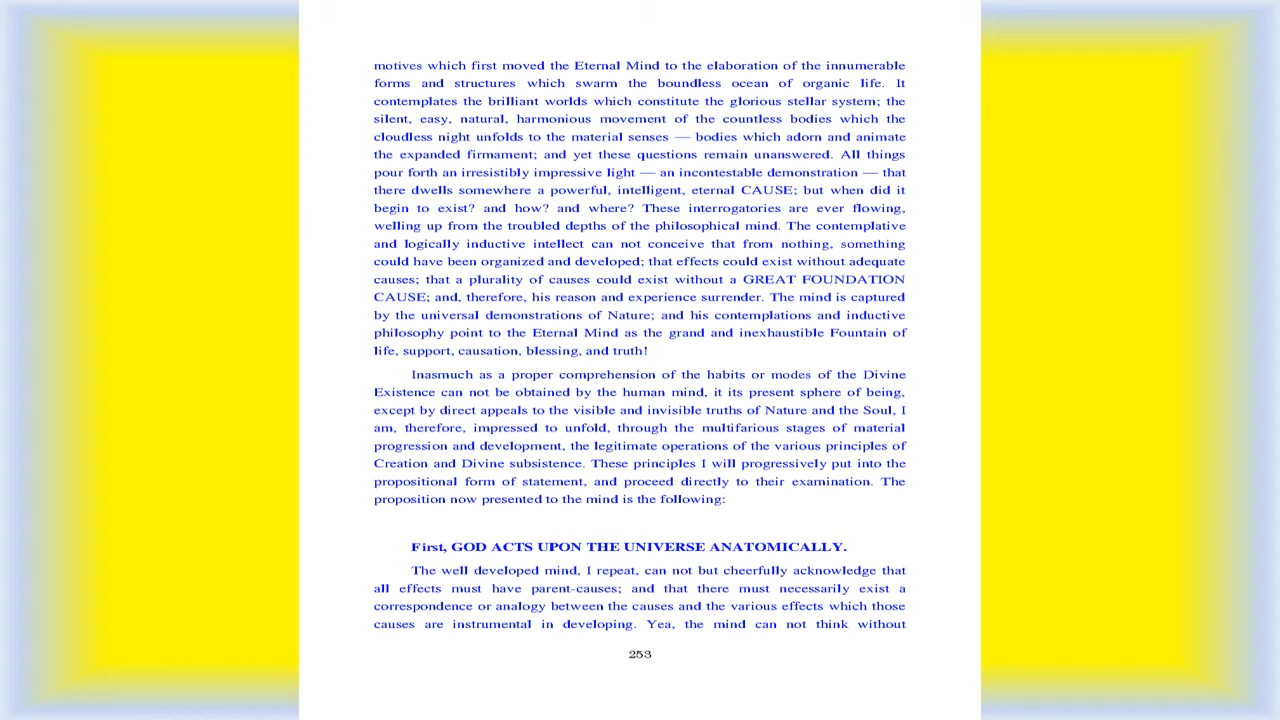 motives which first moved the Eternal Mind to the elaboration of the innumerable
forms and structures which swarm the boundless ocean of organic life. It
contemplates the brilliant worlds which constitute the glorious stellar system; the
silent, easy, natural, harmonious movement of the countless bodies which the
cloudless night unfolds to the material senses — bodies which adorn and animate
the expanded firmament; and yet these questions remain unanswered. All things
pour forth an irresistibly impressive light — an incontestable demonstration — that
there dwells somewhere a powerful, intelligent, eternal CAUSE; but when did it
begin to exist? and how? and where? These interrogatories are ever flowing,
welling up from the troubled depths of the philosophical mind. The contemplative
and logically inductive intellect can not conceive that from nothing, something
could have been organized and developed; that effects could exist without adequate
causes; that a plurality of causes could exist without a GREAT FOUNDATION
CAUSE; and, therefore, his reason and experience surrender. The mind is captured
by the universal demonstrations of Nature; and his contemplations and inductive
philosophy point to the Eternal Mind as the grand and inexhaustible Fountain of
life, support, causation, blessing, and truth!
Inasmuch as a proper comprehension of the habits or modes of the Divine
Existence can not be obtained by the human mind, it its present sphere of being,
except by direct appeals to the visible and invisible truths of Nature and the Soul, I
am, therefore, impressed to unfold, through the multifarious stages of material
progression and development, the legitimate operations of the various principles of
Creation and Divine subsistence. These principles I will progressively put into the
propositional form of statement, and proceed directly to their examination. The
proposition now presented to the mind is the following:
First, GOD ACTS UPON THE UNIVERSE ANATOMICALLY.
The well developed mind, I repeat, can not but cheerfully acknowledge that
all effects must have parent-causes; and that there must necessarily exist a
correspondence or analogy between the causes and the various effects which those
causes are instrumental in developing. Yea, the mind can not think without
253